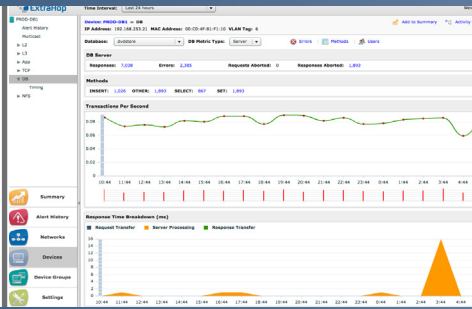 ExtraHop
Time Interval: Last 24 hours
PROD-DB1
Alert History
Multicast
L2
L3
App
TCP
DB
Timing
NFS
Device: PROD-DB1 → DB
Add to Summary
Activity
IP Address: 192.168.253.21 MAC Address: 00:C0:4F:81:F1:10 VLAN Tag: 6
Database: dvdstore DB Metric Type: Server
Errors Methods Users
DB Server
Responses: 7,028 Errors: 2,385 Requests Aborted: 0 Responses Aborted: 1,893
Methods
INSERT: 1,026 OTHER: 1,893 SELECT: 867 SET: 1,893
Transactions Per Second
0.08
0.06
0.04
0.02
0
10:44 11:44 12:44 13:44 14:44 15:44 16:44 17:44 18:44 19:44 20:44 21:44 22:44 23:44 0:44 1:44 2:44 3:44 4:44
Response Time Breakdown (ms)
Request Transfer Server Processing Response Transfer
16
14
12
10
8
6
4
2
0
10:44 11:44 12:44 13:44 14:44 15:44 16:44 17:44 18:44 19:44 20:44 21:44 22:44 23:44 0:44 1:44 2:44 3:44 4:44
Summary
Alert History
Networks
Devices
Device Groups
Settings